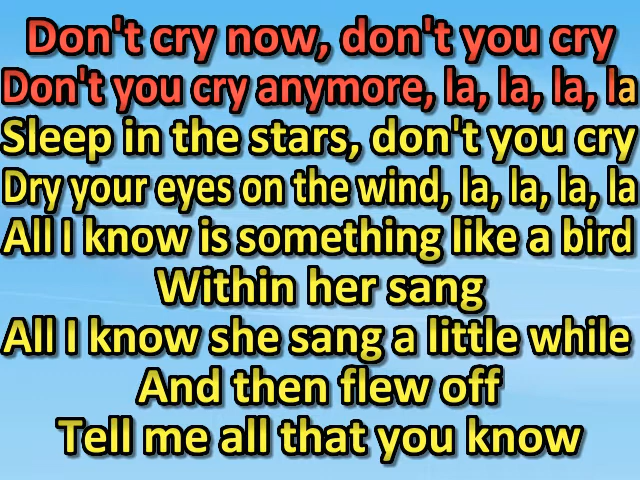 Don't cry now, don't you cry
Don't you cry anymore, la, la, la, la
Sleep in the stars, don't you cry
Dry your eyes on the wind, la, la, la, la
All I know is something like a bird
Within her sang
All I know she sang a little while
And then flew off
Tell me all that you know